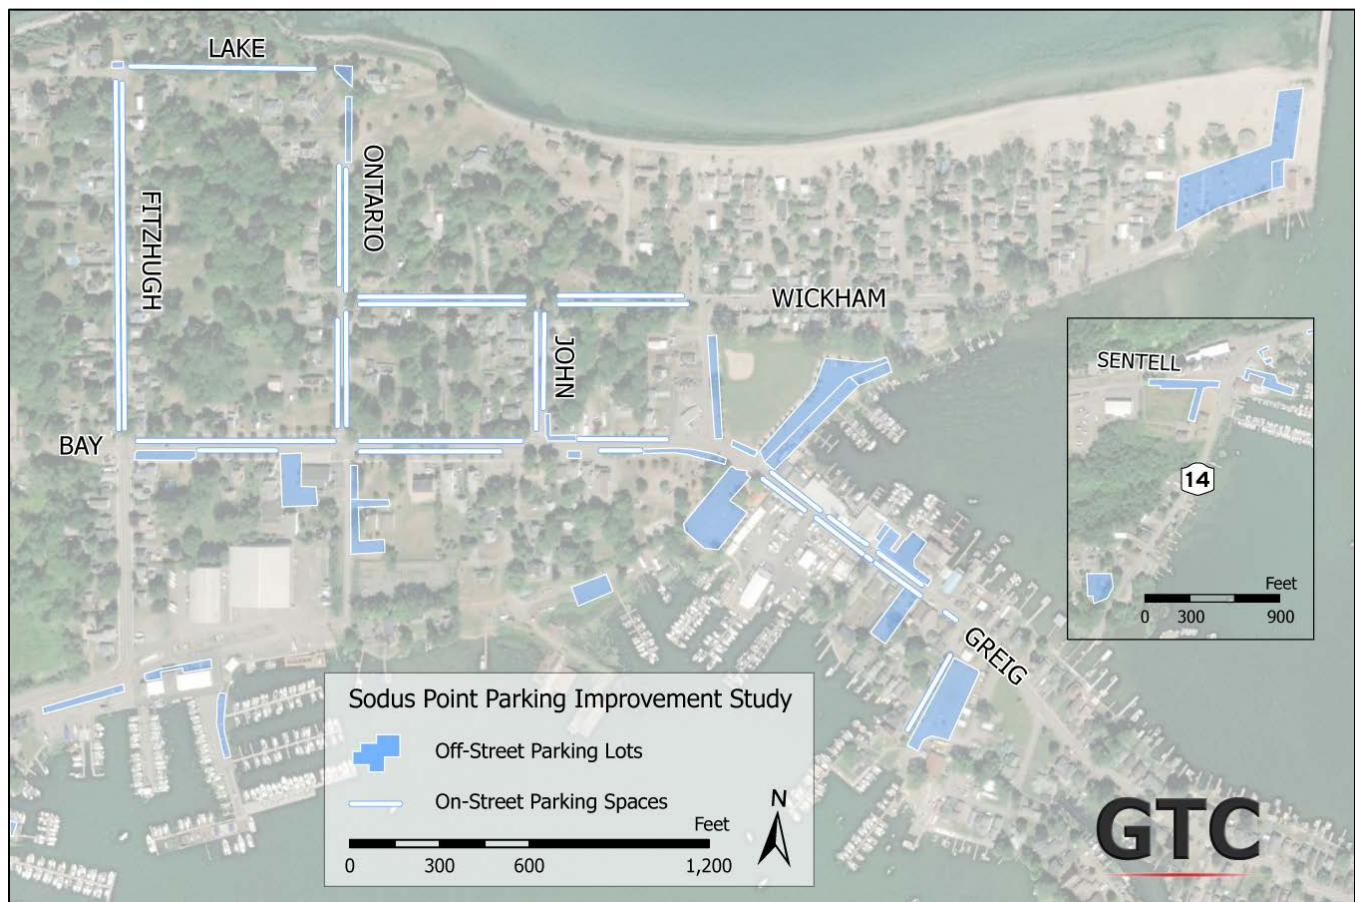 LAKE
ONTARIO
FITZHUGH
WICKHAM
JOHN
SENTELL
BAY
14
Feet
0 300 900
GREIG
Sodus Point Parking Improvement Study
Off-Street Parking Lots
On-Street Parking Spaces
N
Feet
0 300 600 1,200
GTC